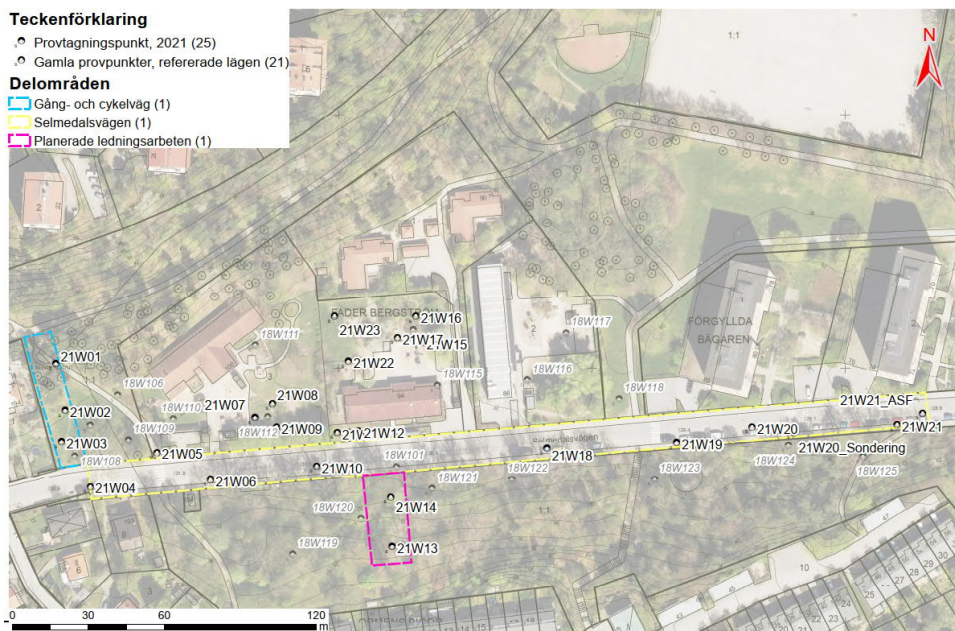 Teckenförklaring
Provtagningspunkt, 2021 (25)
Gamla provpunkter, refererade lägen (21)
Delområden
Gång- och cykelväg (1)
Selmedalsvägen (1)
Planerade ledningsarbeten (1)
N
1:1
21W16
21W23
21W17
21W15
18W117
18W111
FÖRGYLLDA
BÄGAREN
21W01
21W22
18W106
18W115
18W116
18W118
21W02
18W110
21W07
21W08
21W21_ASF
18W109
18W112
21W09
21W12
21W20
21W21
21W03
Selmedalsvägen
21W19
21W20_Sondering
21W05
21W18
18W124
18W125
18W108
18W101
18W122
18W123
21W10
21W04
21W06
18W121
21W14
18W120
1:1
21W13
18W119
0 30 60 120
m